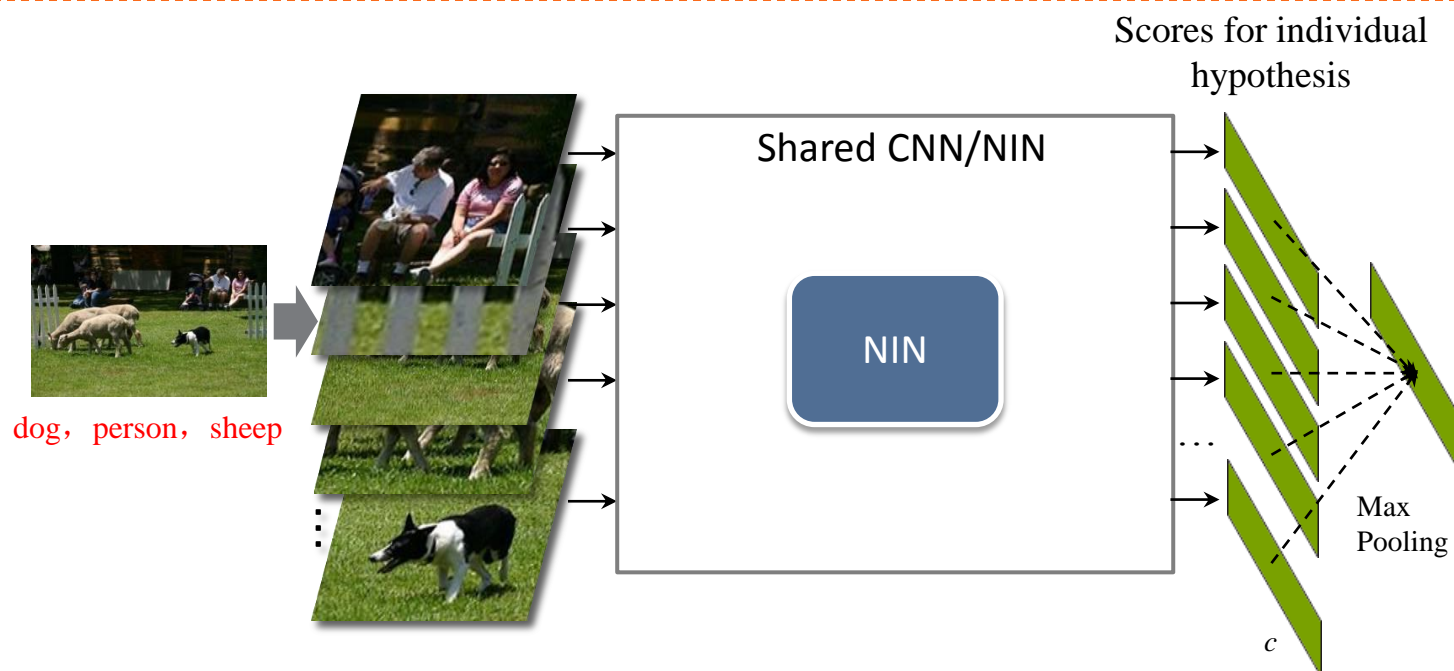 Scores for individual
hypothesis
Shared CNN/NIN
NIN
dog，person，sheep
...
Max
Pooling
c